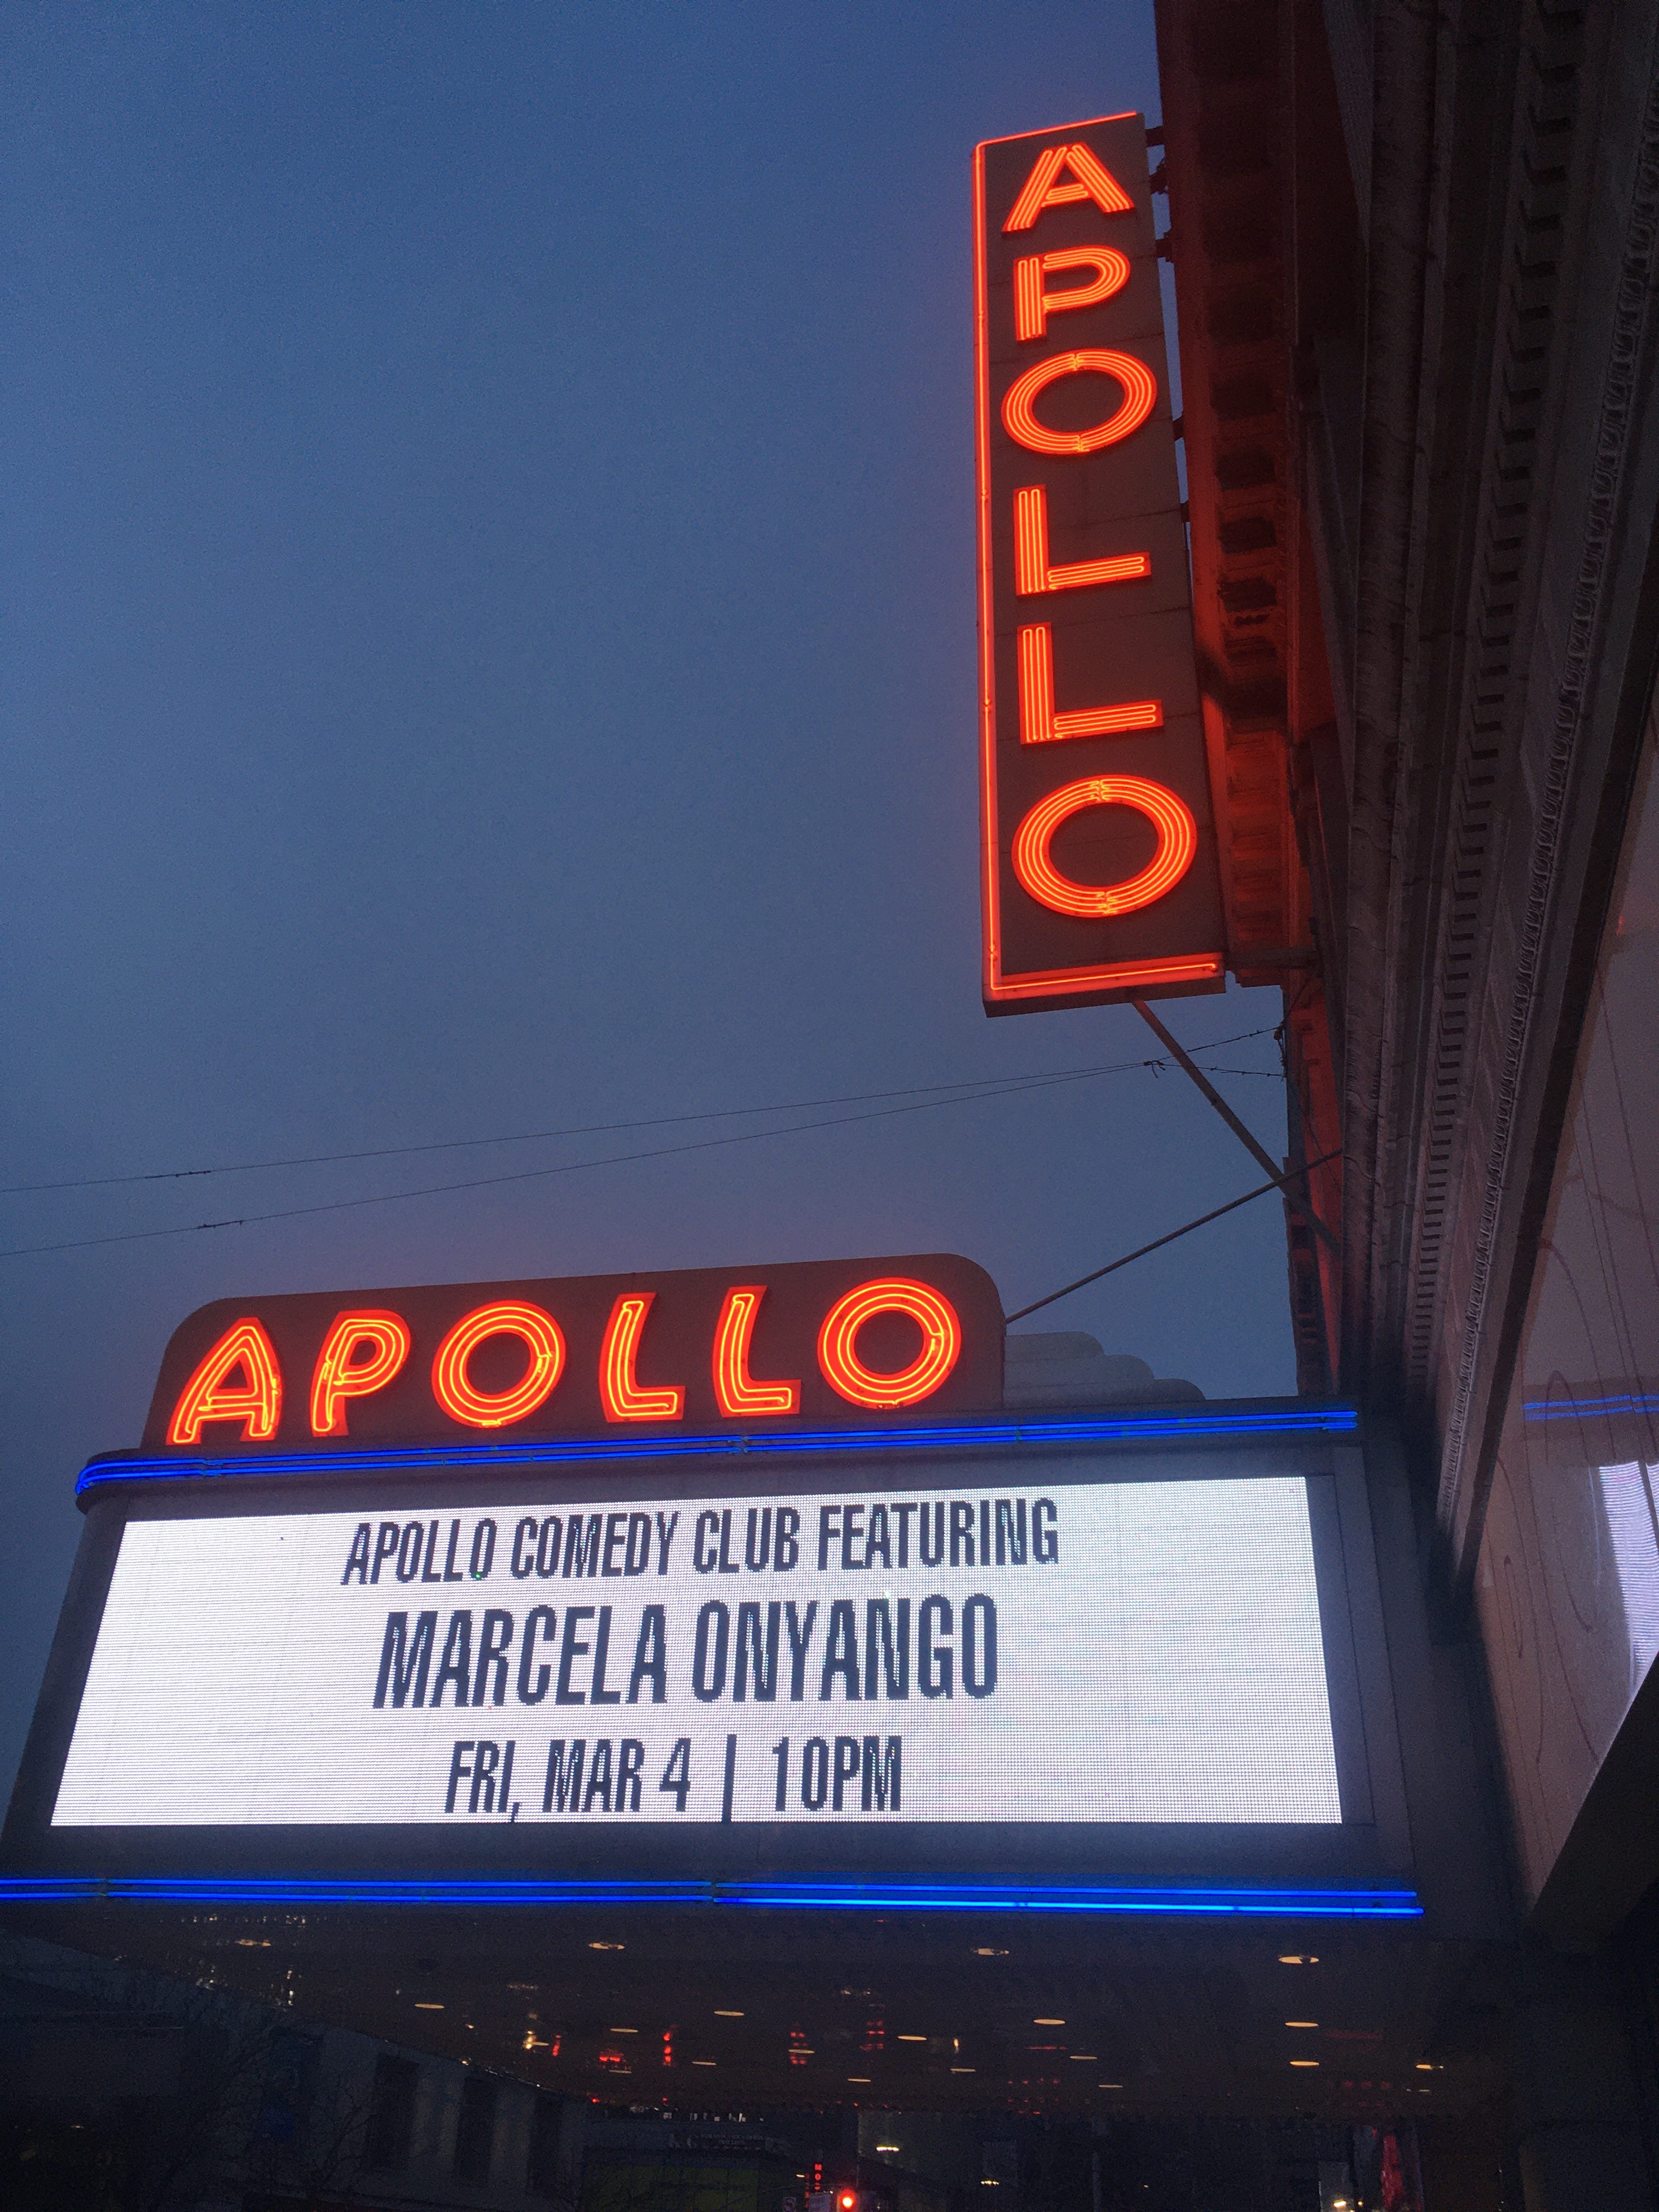 APOLLO
APOLLO
APOLLO COMEDY CLUB FEATURING
MARCELA ONYANGO
FRI, MAR 4 | 10PM